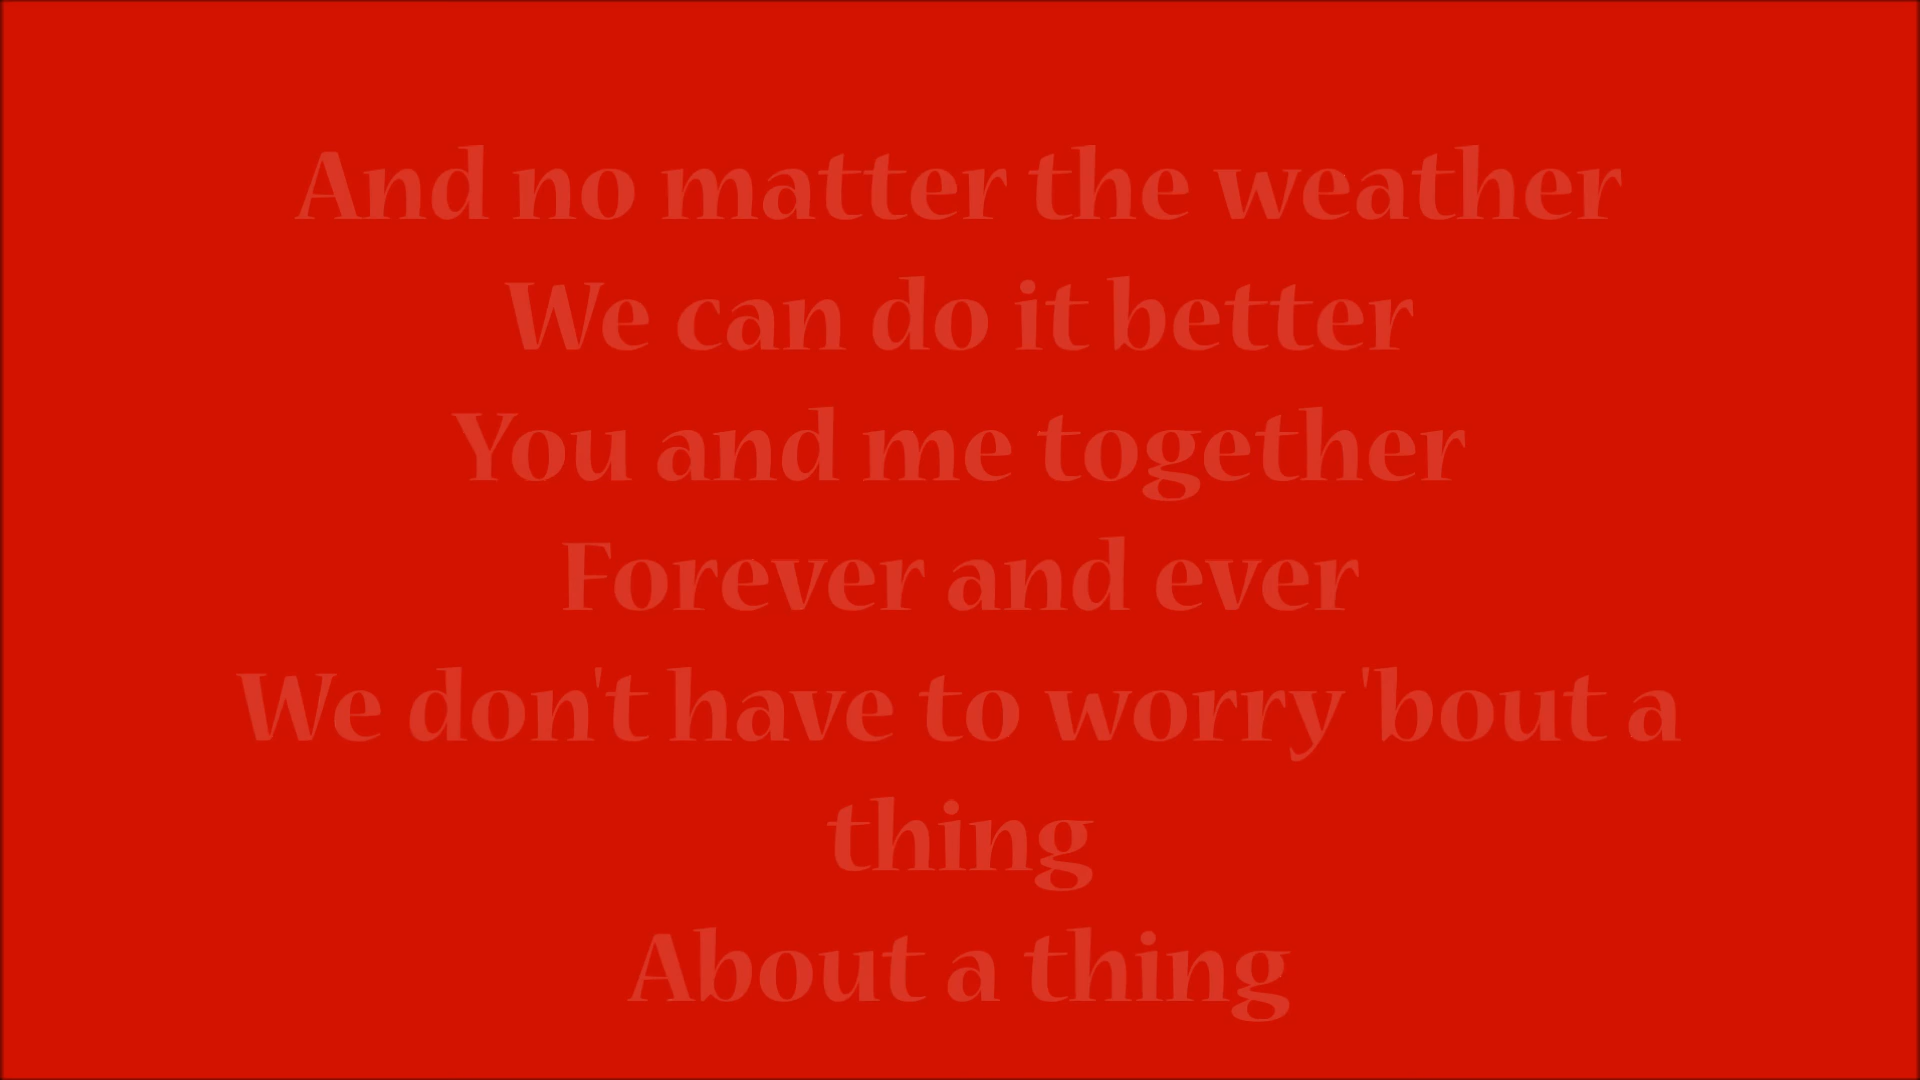 And no matter the weather
We can do it better
You and me together
Forever and ever
We don't have to worry 'bout a
thing
About a thing